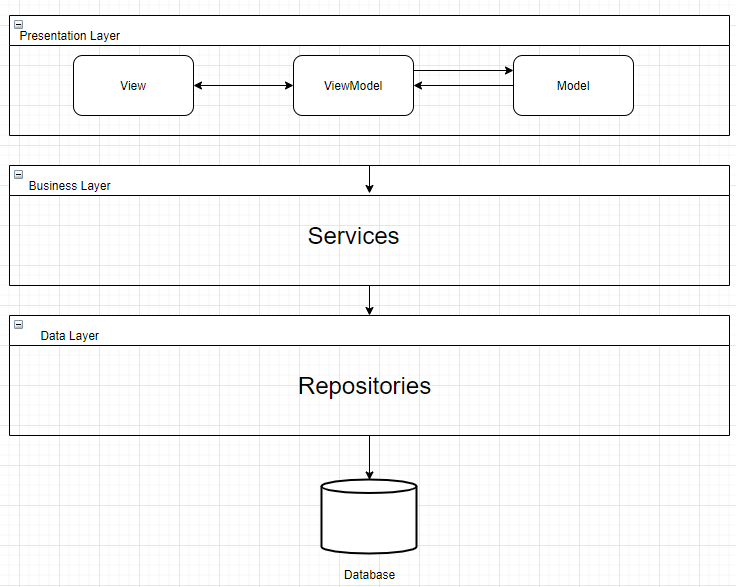 Presentation Layer
View
ViewModel
Model
Business Layer
Services
Data Layer
Repositories
Database